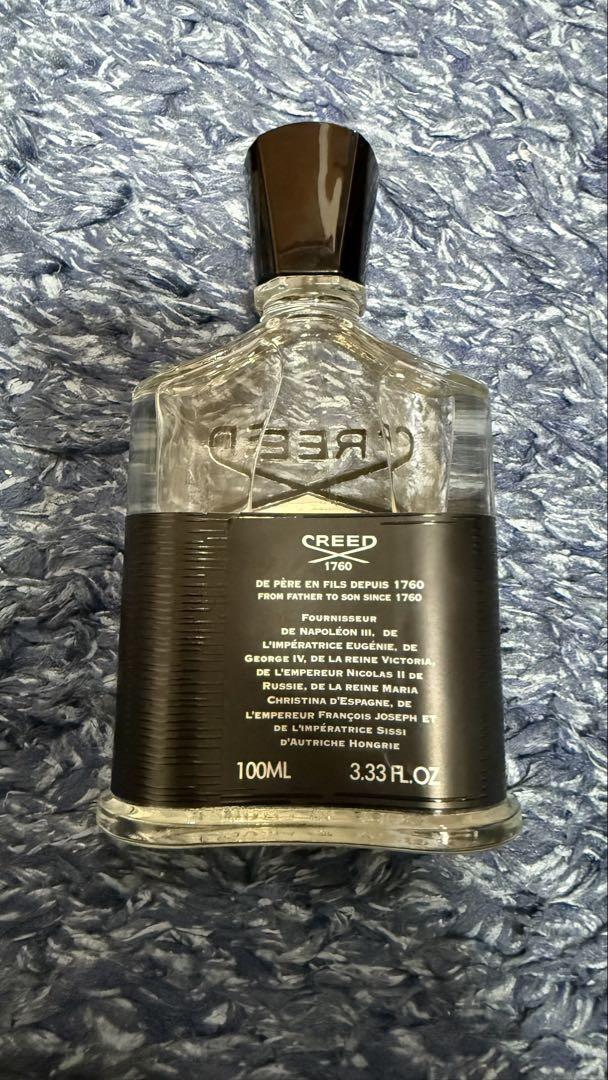 CREED
CREED
1760
DE PÈRE EN FILS DEPUIS 1760
FROM FATHER TO SON SINCE 1760
FOURNISSEUR
DE NAPOLÉON III, DE
L'IMPÉRATRICE EUGÉNIE, DE
GEORGE IV, DE LA REINE VICTORIA,
DE L'EMPEREUR NICOLAS II DE
RUSSIE, DE LA REINE MARIA
CHRISTINA D'ESPAGNE, DE
L'EMPEREUR FRANÇOIS JOSEPH ET
DE L'IMPÉRATRICE SISSI
D'AUTRICHE HONGRIE
100ML 3.33 FL.OZ